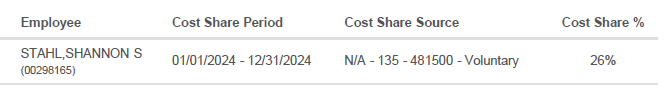 Employee Cost Share Period Cost Share Source Cost Share %
STAHL,SHANNON S 01/01/2024 - 12/31/2024 N/A - 135 - 481500 - Voluntary 26%
(00298165)